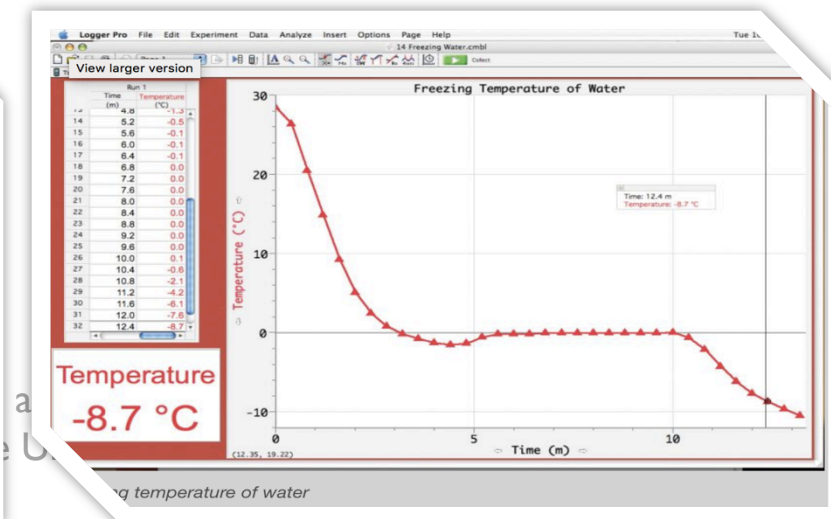 Logger Pro File Edit Experiment Data Analyze Insert Options Page Help
14 Freezing Water.cmbl
Collect
View larger version
Run 1
Time Temperature
(m) (°C)
4.8 -1.3
14 5.2 -0.5
15 5.6 -0.1
16 6.0 -0.1
17 6.4 -0.1
18 6.8 0.0
19 7.2 0.0
20 7.6 0.0
21 8.0 0.0
22 8.4 0.0
23 8.8 0.0
24 9.2 0.0
25 9.6 0.0
26 10.0 0.1
27 10.4 -0.6
28 10.8 -2.1
29 11.2 -4.2
30 11.6 -6.1
31 12.0 -7.6
32 12.4 -8.7
Temperature
-8.7 °C
Freezing Temperature of Water
30
20
10
0
-10
Temperature (°C)
Time: 12.4 m
Temperature: -8.7 °C
0 5 10
Time (m)
(12.35, 19.22)
temperature of water